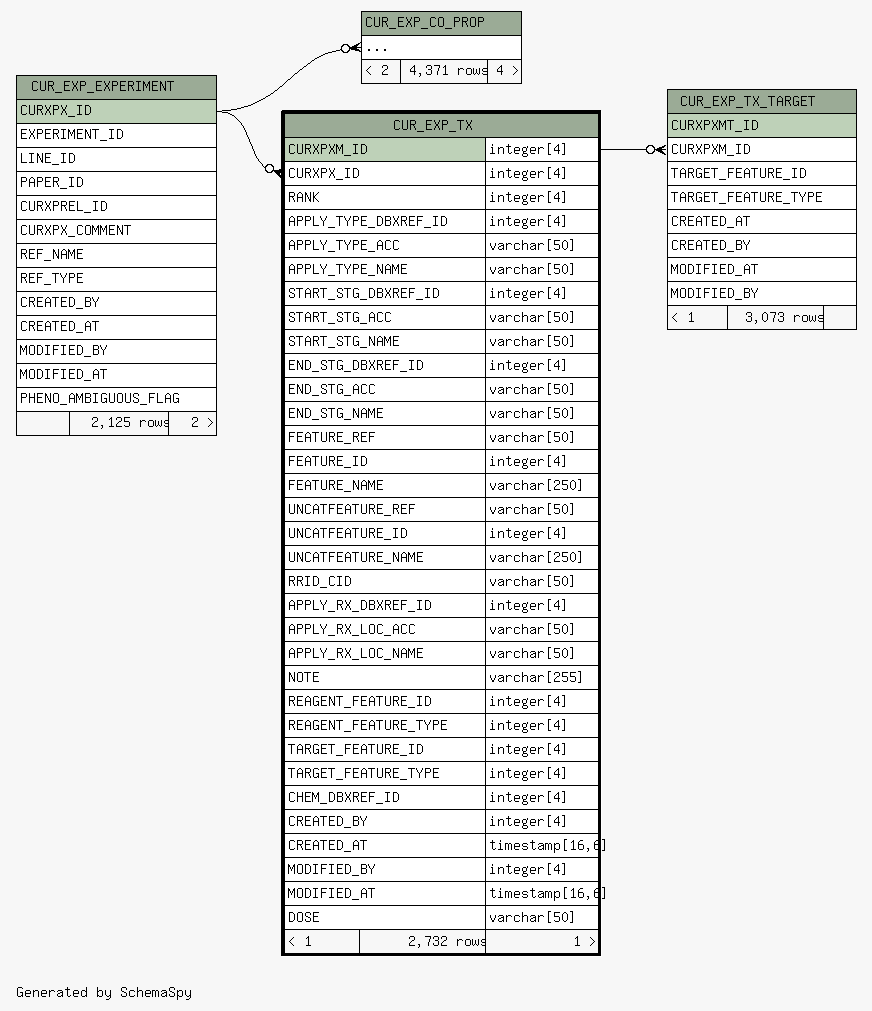 CUR_EXP_CO_PROP
...
< 2 4,371 rows 4 >
CUR_EXP_EXPERIMENT
CURXPX_ID
EXPERIMENT_ID
LINE_ID
PAPER_ID
CURXPREL_ID
CURXPX_COMMENT
REF_NAME
REF_TYPE
CREATED_BY
CREATED_AT
MODIFIED_BY
MODIFIED_AT
PHENO_AMBIGUOUS_FLAG
2,125 rows 2 >
CUR_EXP_TX
CURXPXM_ID integer[4]
CURXPX_ID integer[4]
RANK integer[4]
APPLY_TYPE_DBXREF_ID integer[4]
APPLY_TYPE_ACC varchar[50]
APPLY_TYPE_NAME varchar[50]
START_STG_DBXREF_ID integer[4]
START_STG_ACC varchar[50]
START_STG_NAME varchar[50]
END_STG_DBXREF_ID integer[4]
END_STG_ACC varchar[50]
END_STG_NAME varchar[50]
FEATURE_REF varchar[50]
FEATURE_ID integer[4]
FEATURE_NAME varchar[250]
UNCATFEATURE_REF varchar[50]
UNCATFEATURE_ID integer[4]
UNCATFEATURE_NAME varchar[250]
RRID_CID varchar[50]
APPLY_RX_DBXREF_ID integer[4]
APPLY_RX_LOC_ACC varchar[50]
APPLY_RX_LOC_NAME varchar[50]
NOTE varchar[255]
REAGENT_FEATURE_ID integer[4]
REAGENT_FEATURE_TYPE integer[4]
TARGET_FEATURE_ID integer[4]
TARGET_FEATURE_TYPE integer[4]
CHEM_DBXREF_ID integer[4]
CREATED_BY integer[4]
CREATED_AT timestamp[16,6]
MODIFIED_BY integer[4]
MODIFIED_AT timestamp[16,6]
DOSE varchar[50]
< 1 2,732 rows 1 >
CUR_EXP_TX_TARGET
CURXPXMT_ID
CURXPXM_ID
TARGET_FEATURE_ID
TARGET_FEATURE_TYPE
CREATED_AT
CREATED_BY
MODIFIED_AT
MODIFIED_BY
< 1 3,073 rows
Generated by SchemaSpy